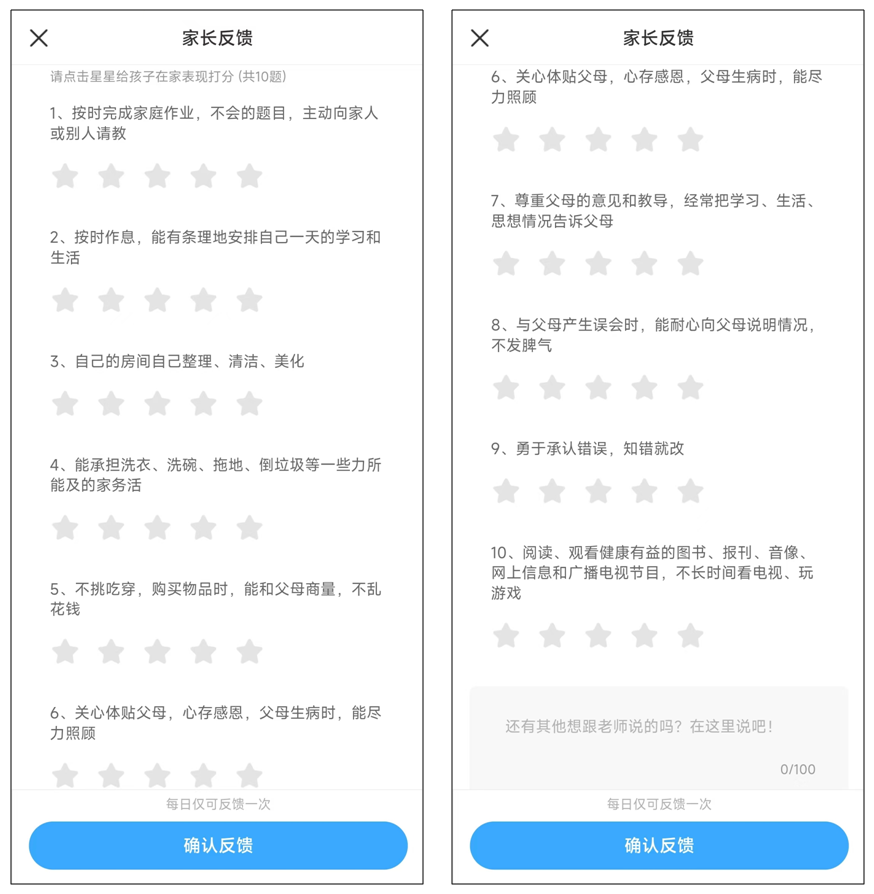 家长反馈
请点击星星给孩子在家表现打分 (共10题)
1、按时完成家庭作业，不会的题目，主动向家人
或别人请教
2、按时作息，能有条理地安排自己一天的学习和
生活
3、自己的房间自己整理、清洁、美化
4、能承担洗衣、洗碗、拖地、倒垃圾等一些力所
能及的家务活
5、不挑吃穿，购买物品时，能和父母商量，不乱
花钱
6、关心体贴父母，心存感恩，父母生病时，能尽
力照顾
每日仅可反馈一次
确认反馈
家长反馈
6、关心体贴父母，心存感恩，父母生病时，能尽
力照顾
7、尊重父母的意见和教导，经常把学习、生活、
思想情况告诉父母
8、与父母产生误会时，能耐心向父母说明情况，
不发脾气
9、勇于承认错误，知错就改
10、阅读、观看健康有益的图书、报刊、音像、
网上信息和广播电视节目，不长时间看电视、玩
游戏
还有其他想跟老师说的吗？在这里说吧！
0/100
每日仅可反馈一次
确认反馈